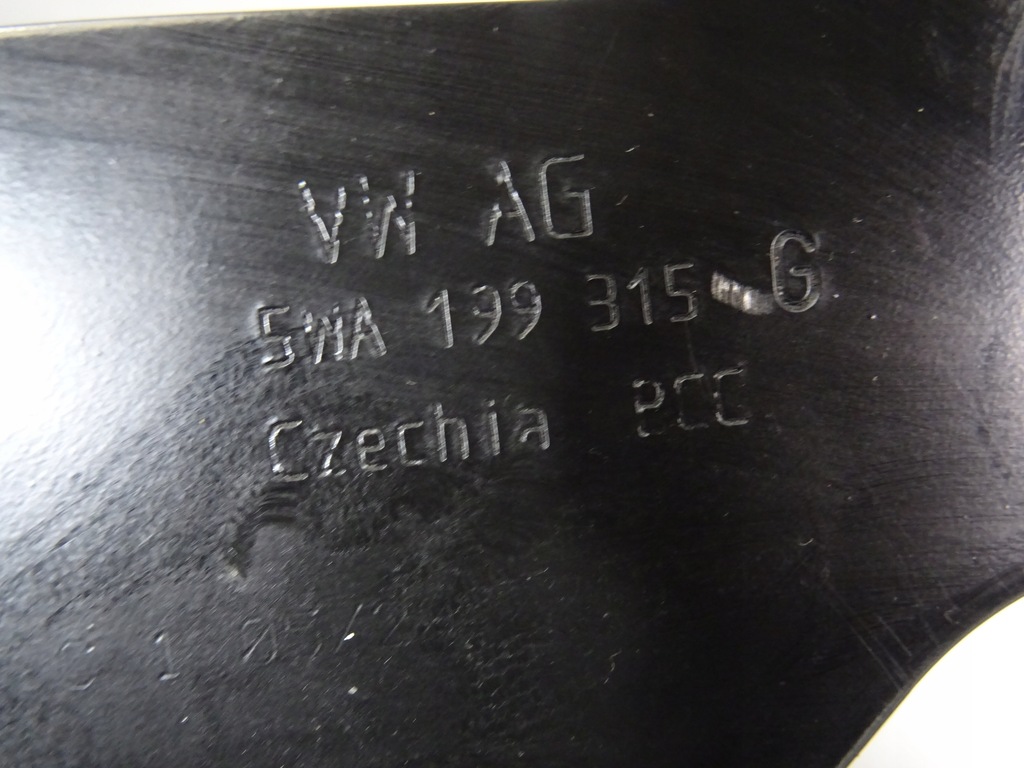 VW AG
5WA 199 315 G
Czechia PCC